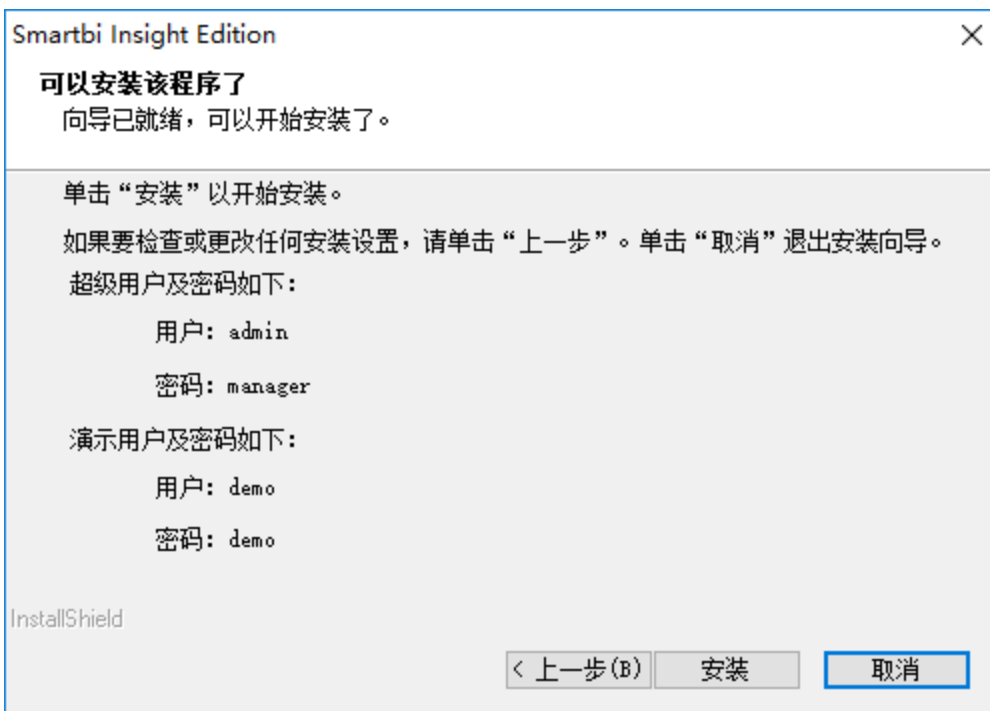 Smartbi Insight Edition
可以安装该程序了
向导已就绪，可以开始安装了。
单击“安装”以开始安装。
如果要检查或更改任何安装设置，请单击“上一步”。单击“取消”退出安装向导。
超级用户及密码如下：
用户：admin
密码：manager
演示用户及密码如下：
用户：demo
密码：demo
InstallShield
< 上一步(B) 安装 取消